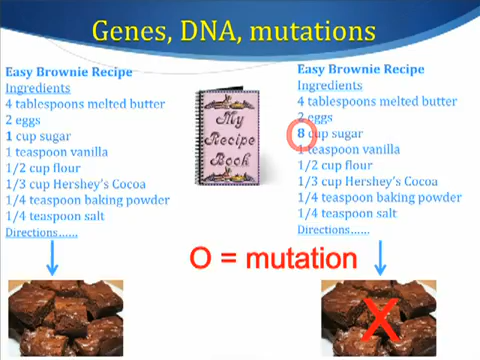 Genes, DNA, mutations
Easy Brownie Recipe
Ingredients
4 tablespoons melted butter
2 eggs
1 cup sugar
1 teaspoon vanilla
1/2 cup flour
1/3 cup Hershey's Cocoa
1/4 teaspoon baking powder
1/4 teaspoon salt
Directions......
My
Recipe
Book
Easy Brownie Recipe
Ingredients
4 tablespoons melted butter
2 eggs
8 cup sugar
1 teaspoon vanilla
1/2 cup flour
1/3 cup Hershey's Cocoa
1/4 teaspoon baking powder
1/4 teaspoon salt
Directions......
O = mutation
X